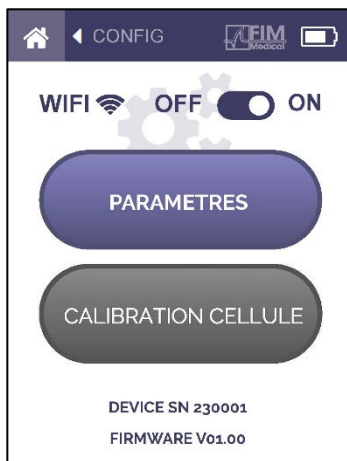 CONFIG FIM Medical
WIFI OFF ON
PARAMETRES
CALIBRATION CELLULE
DEVICE SN 230001
FIRMWARE V01.00